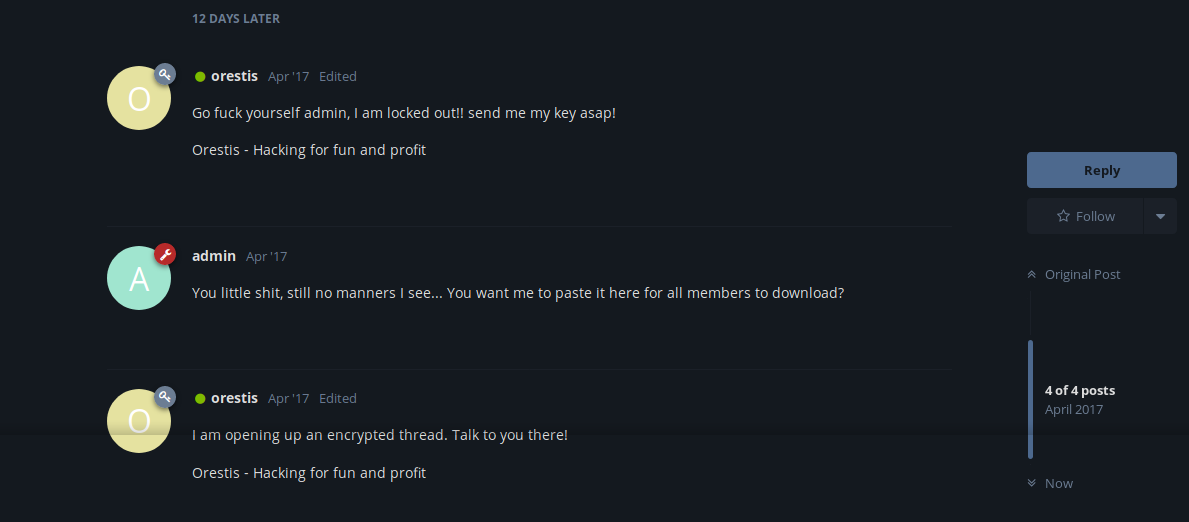 12 DAYS LATER
O
orestis Apr '17 Edited
Go fuck yourself admin, I am locked out!! send me my key asap!
Orestis - Hacking for fun and profit
Reply
Follow
A
admin Apr '17
You little shit, still no manners I see... You want me to paste it here for all members to download?
Original Post
O
orestis Apr '17 Edited
I am opening up an encrypted thread. Talk to you there!
Orestis - Hacking for fun and profit
4 of 4 posts
April 2017
Now